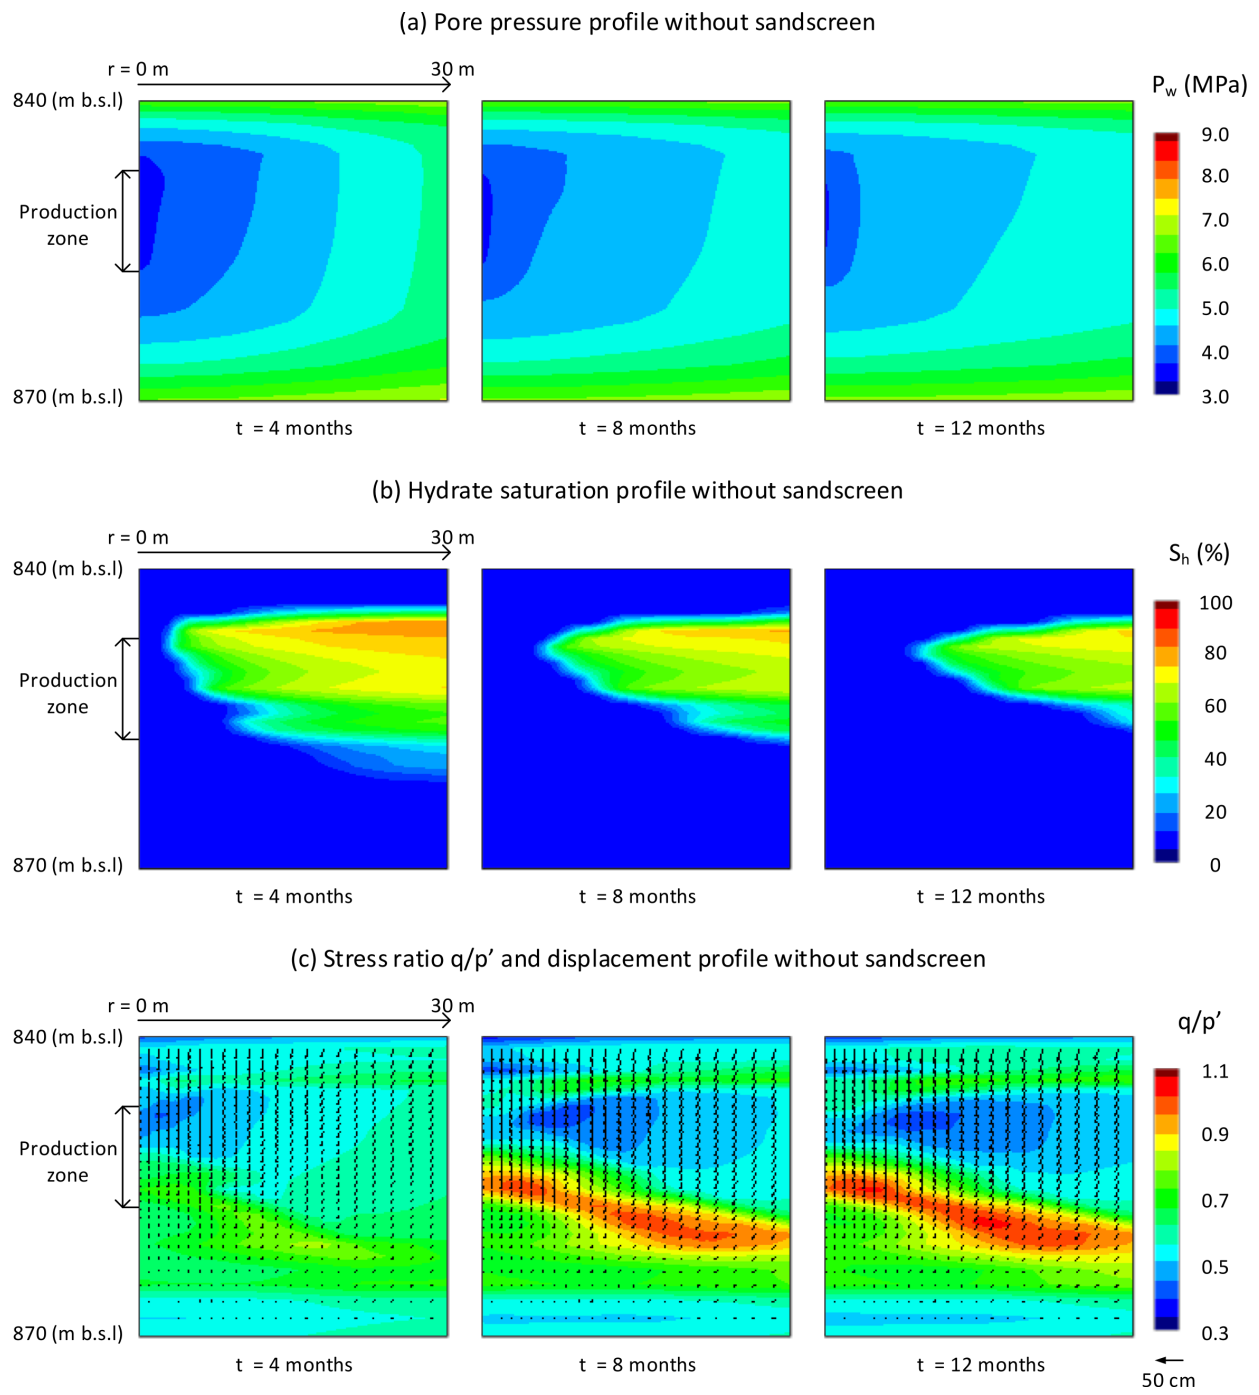 (a) Pore pressure profile without sandscreen
r = 0 m 30 m
840 (m b.s.l)
Production
zone
870 (m b.s.l)
t = 4 months t = 8 months t = 12 months
Pw (MPa)
9.0
8.0
7.0
6.0
5.0
4.0
3.0
(b) Hydrate saturation profile without sandscreen
r = 0 m 30 m
840 (m b.s.l)
Production
zone
870 (m b.s.l)
t = 4 months t = 8 months t = 12 months
Sh (%)
100
80
60
40
20
0
(c) Stress ratio q/p’ and displacement profile without sandscreen
r = 0 m 30 m
840 (m b.s.l)
Production
zone
870 (m b.s.l)
t = 4 months t = 8 months t = 12 months
q/p’
1.1
0.9
0.7
0.5
0.3
50 cm